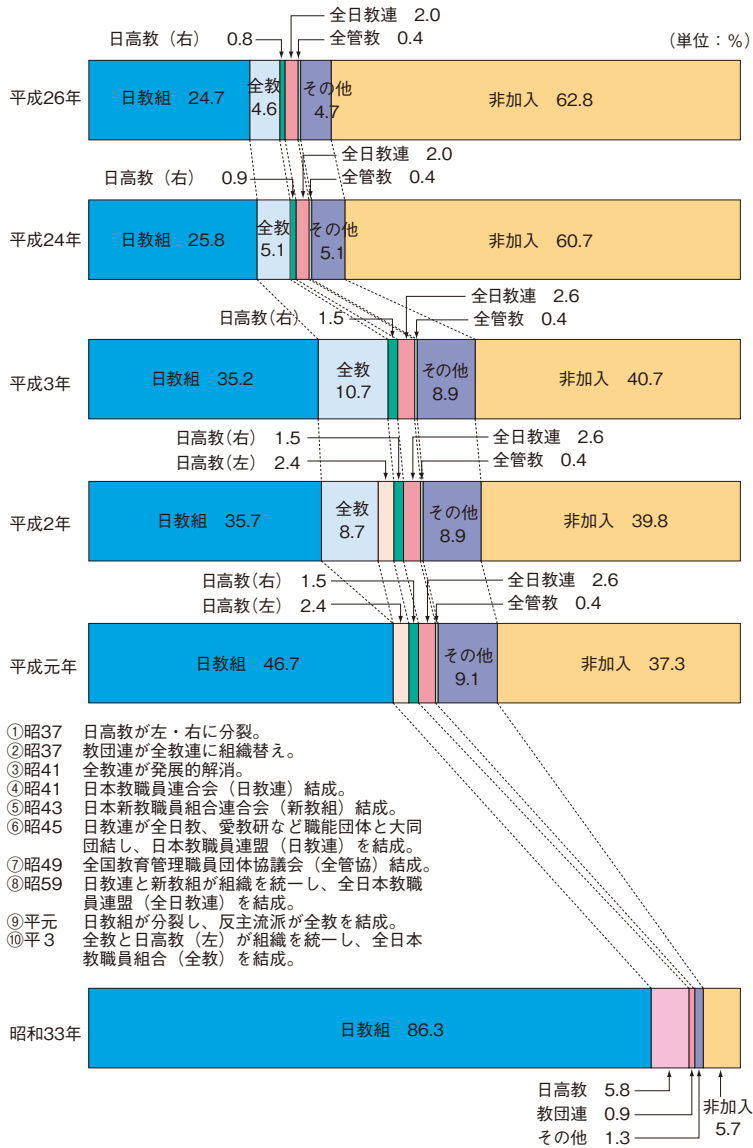 全日教連 2.0
日高教（右） 0.8 全管教 0.4 （単位：％）
平成26年 日教組 24.7 全教 4.6 その他 4.7 非加入 62.8
全日教連 2.0
日高教（右） 0.9 全管教 0.4
平成24年 日教組 25.8 全教 5.1 その他 5.1 非加入 60.7
全日教連 2.6
日高教(右) 1.5 全管教 0.4
平成3年 日教組 35.2 全教 10.7 その他 8.9 非加入 40.7
日高教(右) 1.5 全日教連 2.6
日高教(左) 2.4 全管教 0.4
平成2年 日教組 35.7 全教 8.7 その他 8.9 非加入 39.8
日高教(右) 1.5 全日教連 2.6
日高教(左) 2.4 全管教 0.4
平成元年 日教組 46.7 その他 9.1 非加入 37.3
①昭37 日高教が左・右に分裂。
②昭37 教団連が全教連に組織替え。
③昭41 全教連が発展的解消。
④昭41 日本教職員連合会（日教連）結成。
⑤昭43 日本新教職員組合連合会（新教組）結成。
⑥昭45 日教連が全日教、愛教研など職能団体と大同
団結し、日本教職員連盟（日教連）を結成。
⑦昭49 全国教育管理職員団体協議会（全管協）結成。
⑧昭59 日教連と新教組が組織を統一し、全日本教職
員連盟（全日教連）を結成。
⑨平元 日教組が分裂し、反主流派が全教を結成。
⑩平3 全教と日高教（左）が組織を統一し、全日本
教職員組合（全教）を結成。
昭和33年 日教組 86.3
日高教 5.8
教団連 0.9
その他 1.3
非加入
5.7